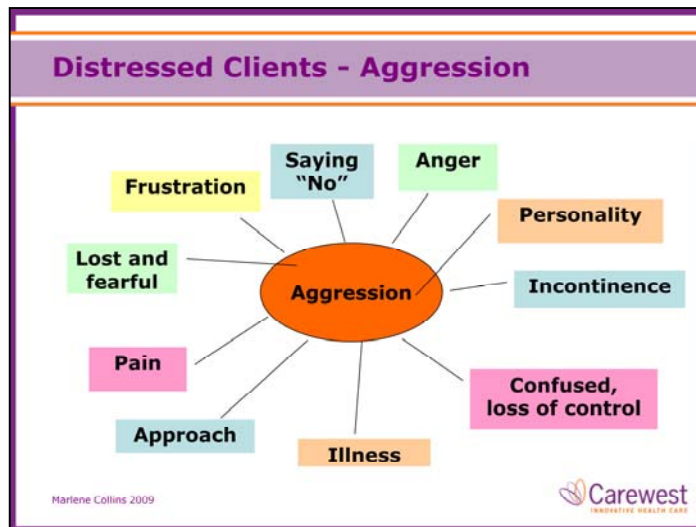 Distressed Clients - Aggression
Saying
“No”
Anger
Frustration
Personality
Lost and
fearful
Aggression
Incontinence
Pain
Confused,
loss of control
Approach
Illness
Marlene Collins 2009
Carewest
INNOVATIVE HEALTH CARE